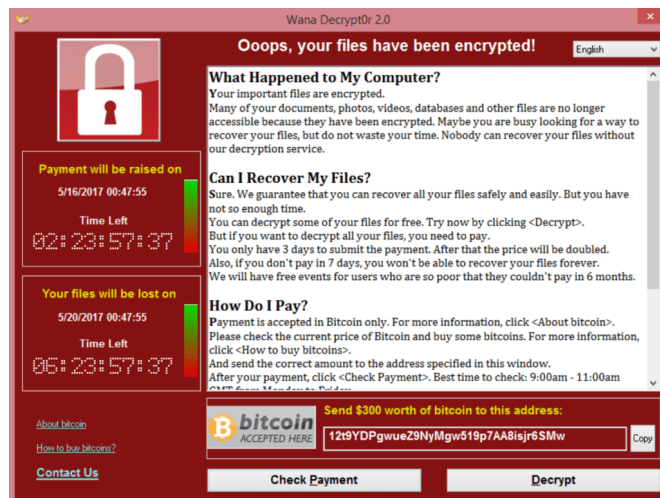 Wana Decrypt0r 2.0
Ooops, your files have been encrypted!
English
Payment will be raised on
5/16/2017 00:47:55
Time Left
02:23:57:37
Your files will be lost on
5/20/2017 00:47:55
Time Left
06:23:57:37
About bitcoin
How to buy bitcoins?
Contact Us
What Happened to My Computer?
Your important files are encrypted.
Many of your documents, photos, videos, databases and other files are no longer
accessible because they have been encrypted. Maybe you are busy looking for a way to
recover your files, but do not waste your time. Nobody can recover your files without
our decryption service.
Can I Recover My Files?
Sure. We guarantee that you can recover all your files safely and easily. But you have
not so enough time.
You can decrypt some of your files for free. Try now by clicking <Decrypt>.
But if you want to decrypt all your files, you need to pay.
You only have 3 days to submit the payment. After that the price will be doubled.
Also, if you don't pay in 7 days, you won't be able to recover your files forever.
We will have free events for users who are so poor that they couldn't pay in 6 months.
How Do I Pay?
Payment is accepted in Bitcoin only. For more information, click <About bitcoin>.
Please check the current price of Bitcoin and buy some bitcoins. For more information,
click <How to buy bitcoins>.
And send the correct amount to the address specified in this window.
After your payment, click <Check Payment>. Best time to check: 9:00am - 11:00am
GMT from Monday to Friday
bitcoin
ACCEPTED HERE
Send $300 worth of bitcoin to this address:
12t9YDPgwueZ9NyMgw519p7AA8isjr6SMw
Copy
Check Payment
Decrypt